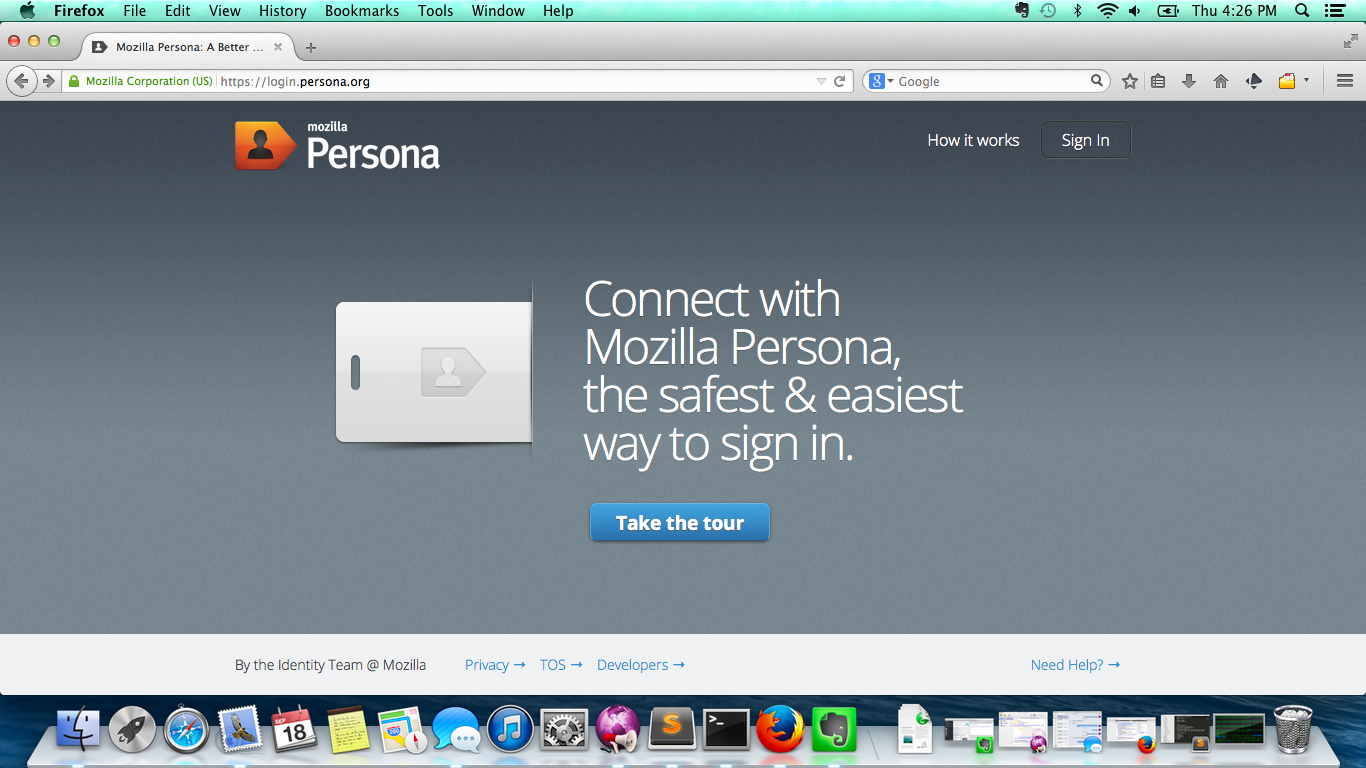 Firefox File Edit View History Bookmarks Tools Window Help Thu 4:26 PM
Mozilla Persona: A Better ...
Mozilla Corporation (US) https://login.persona.org Google
mozilla
Persona
How it works Sign In
Connect with
Mozilla Persona,
the safest & easiest
way to sign in.
Take the tour
By the Identity Team @ Mozilla Privacy → TOS → Developers → Need Help? →
SEP
18